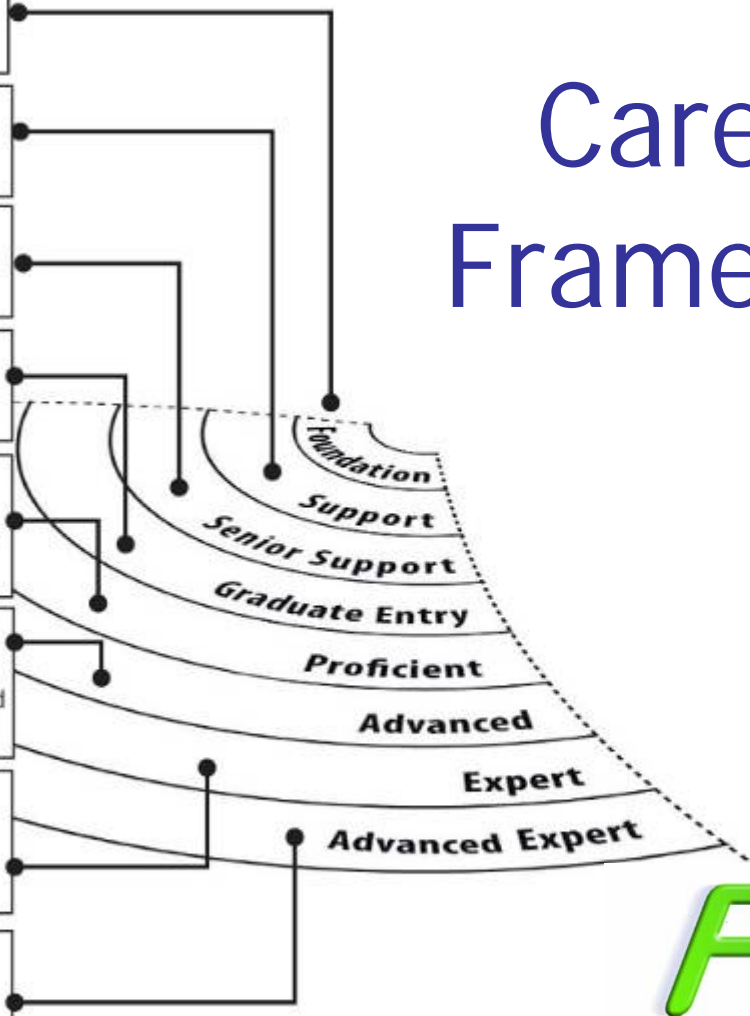 Care
Frame
Foundation
Support
Senior Support
Graduate Entry
Proficient
Advanced
Expert
Advanced Expert